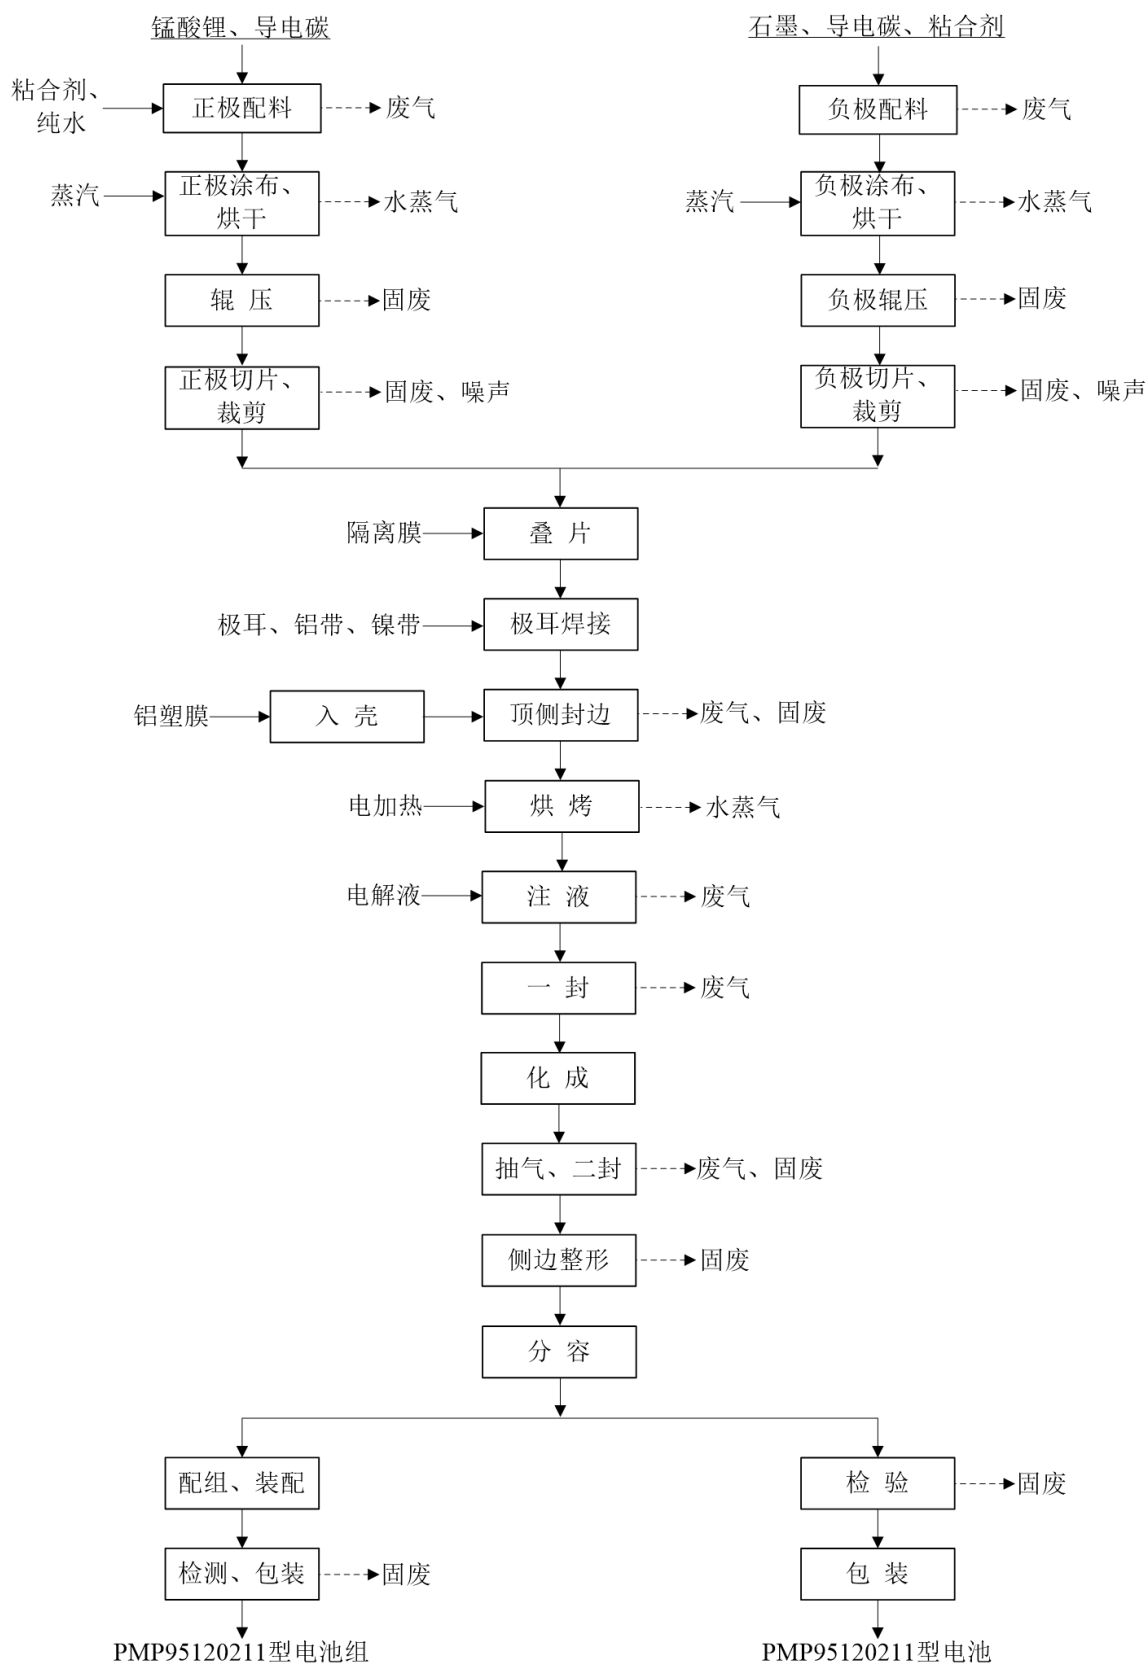 锰酸锂、导电碳
石墨、导电碳、粘合剂
粘合剂、
纯水
正极配料
废气
负极配料
废气
蒸汽
正极涂布、
烘干
水蒸气
蒸汽
负极涂布、
烘干
水蒸气
辊 压
固废
负极辊压
固废
正极切片、
裁剪
固废、噪声
负极切片、
裁剪
固废、噪声
隔离膜
叠 片
极耳、铝带、镍带
极耳焊接
铝塑膜
入 壳
顶侧封边
废气、固废
电加热
烘 烤
水蒸气
电解液
注 液
废气
一 封
废气
化 成
抽气、二封
废气、固废
侧边整形
固废
分 容
配组、装配
检 验
固废
检测、包装
固废
包 装
PMP95120211型电池组
PMP95120211型电池